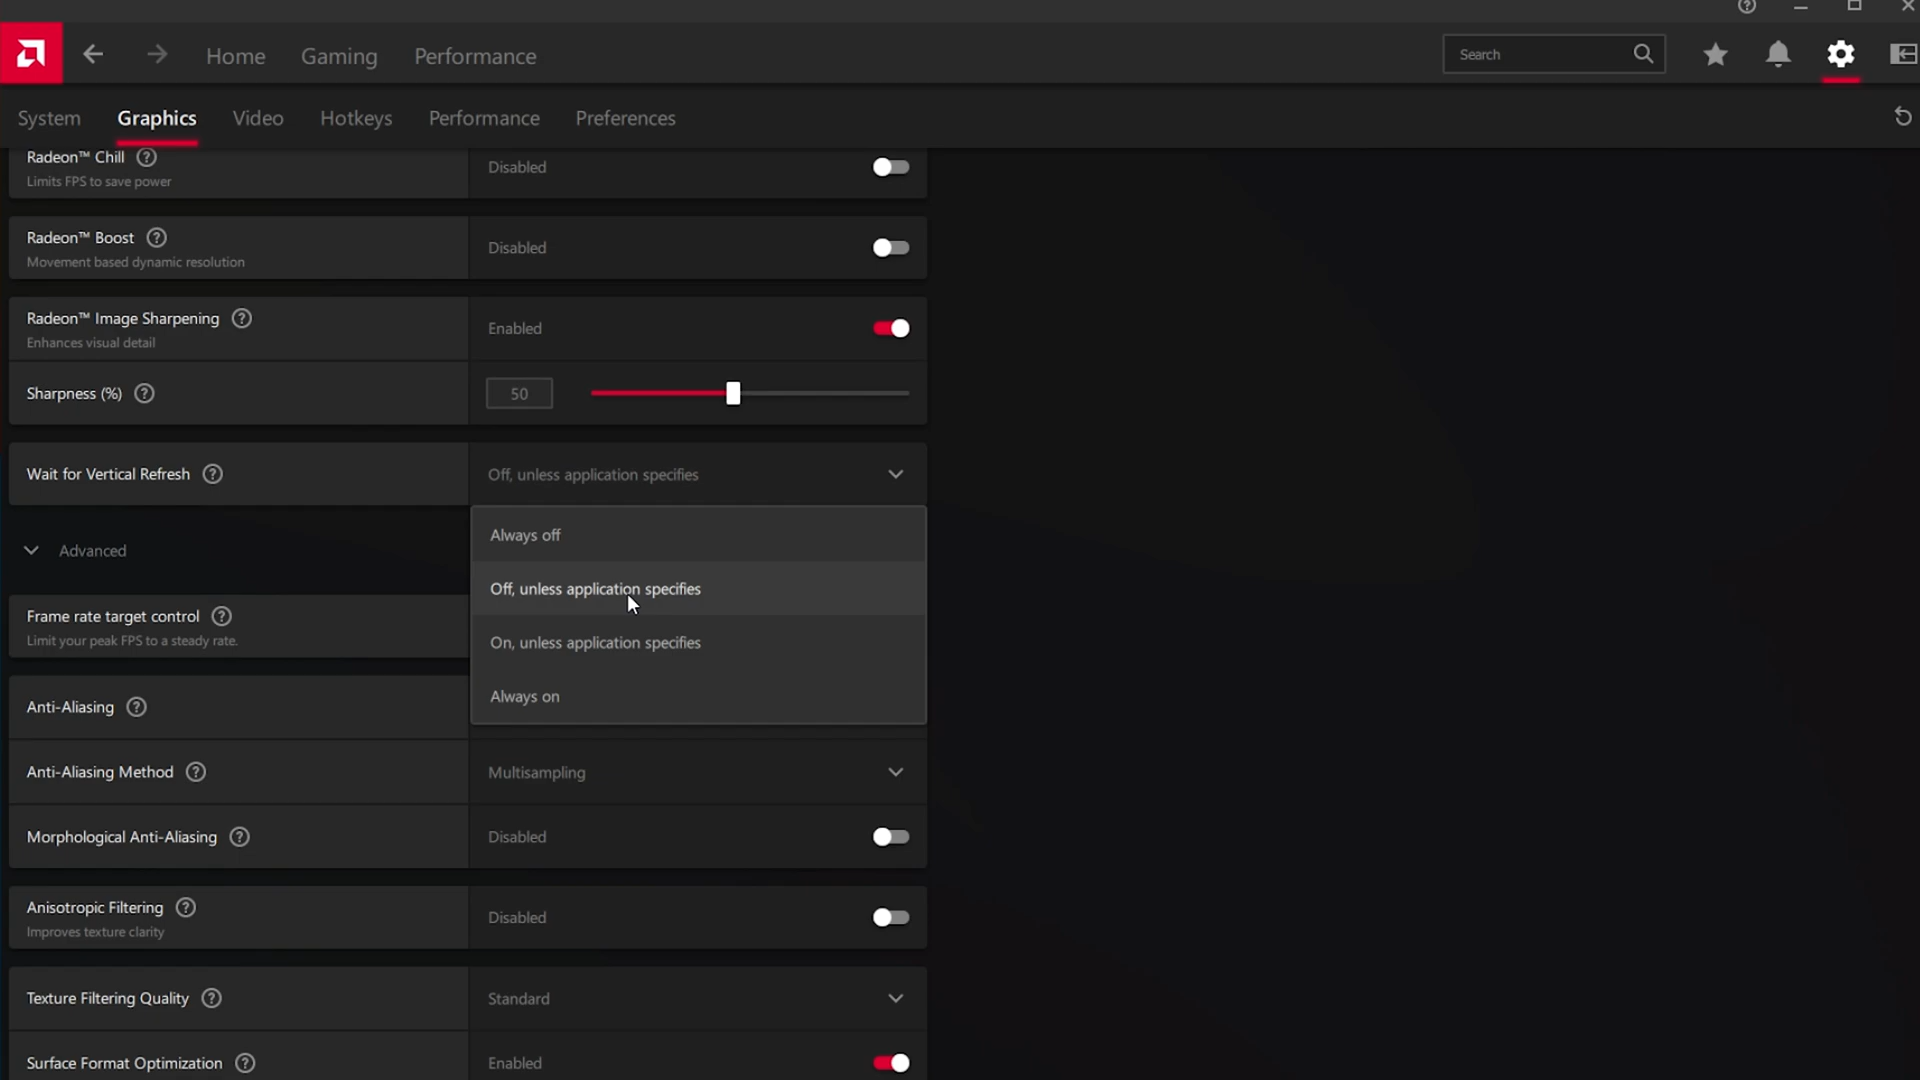 Home
Gaming
Performance
Search
System
Graphics
Video
Hotkeys
Performance
Preferences
Radeon™ Chill
Limits FPS to save power
Disabled
Radeon™ Boost
Movement based dynamic resolution
Disabled
Radeon™ Image Sharpening
Enhances visual detail
Enabled
Sharpness (%)
50
Wait for Vertical Refresh
Off, unless application specifies
Always off
Off, unless application specifies
On, unless application specifies
Always on
Advanced
Frame rate target control
Limit your peak FPS to a steady rate.
Anti-Aliasing
Anti-Aliasing Method
Multisampling
Morphological Anti-Aliasing
Disabled
Anisotropic Filtering
Improves texture clarity
Disabled
Texture Filtering Quality
Standard
Surface Format Optimization
Enabled